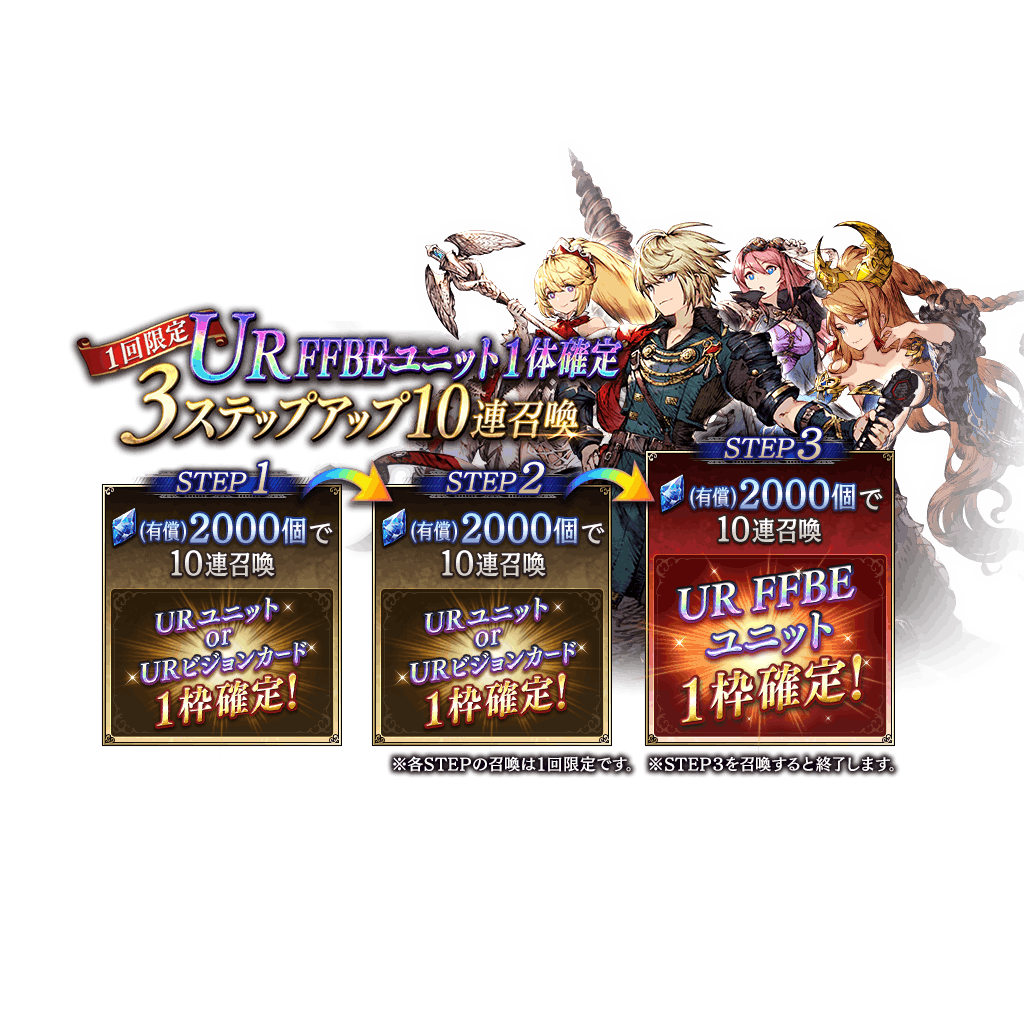 1回限定
UR FFBEユニット1体確定
3ステップアップ10連召喚
STEP1
(有償)2000個で
10連召喚
URユニット
or
URビジョンカード
1枠確定!
STEP2
(有償)2000個で
10連召喚
URユニット
or
URビジョンカード
1枠確定!
STEP3
(有償)2000個で
10連召喚
UR FFBE
ユニット
1枠確定!
※各STEPの召喚は1回限定です。 ※STEP3を召喚すると終了します。